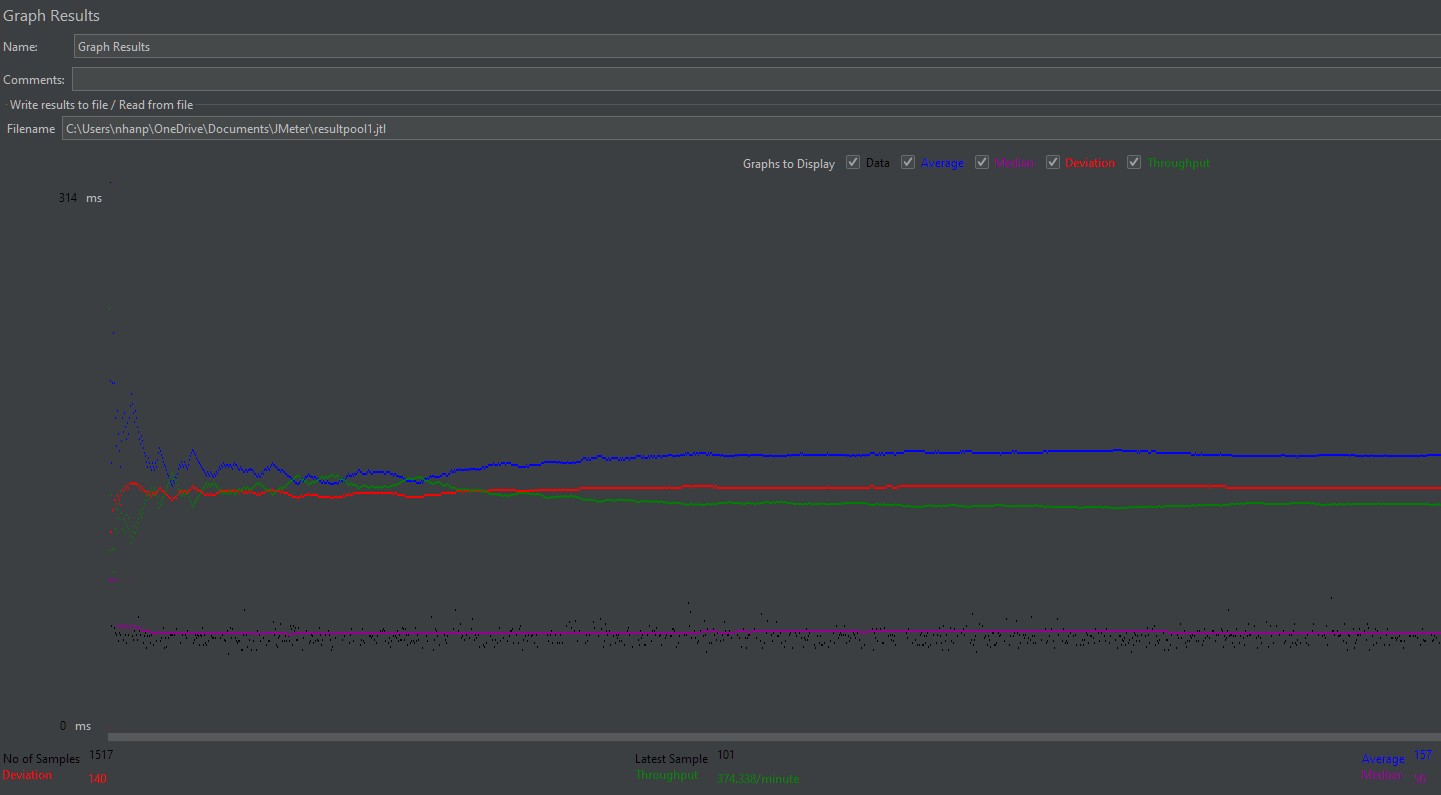 Graph Results
Name: Graph Results
Comments:
Write results to file / Read from file
Filename C:\Users\nhanp\OneDrive\Documents\JMeter\resultpool1.jtl
Graphs to Display Data Average Median Deviation Throughput
314 ms
0 ms
No of Samples 1517 Latest Sample 101 Average 157
Deviation 140 Throughput 374.338/minute Median